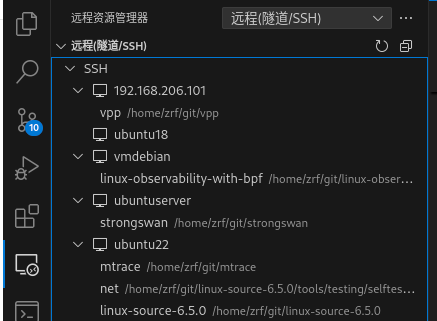 远程资源管理器 远程(隧道/SSH)
远程(隧道/SSH)
SSH
192.168.206.101
vpp /home/zrf/git/vpp
ubuntu18
10
vmdebian
linux-observability-with-bpf /home/zrf/git/linux-obser...
ubuntuserver
strongswan /home/zrf/git/strongswan
ubuntu22
mtrace /home/zrf/git/mtrace
net /home/zrf/git/linux-source-6.5.0/tools/testing/selftes...
linux-source-6.5.0 /home/zrf/git/linux-source-6.5.0